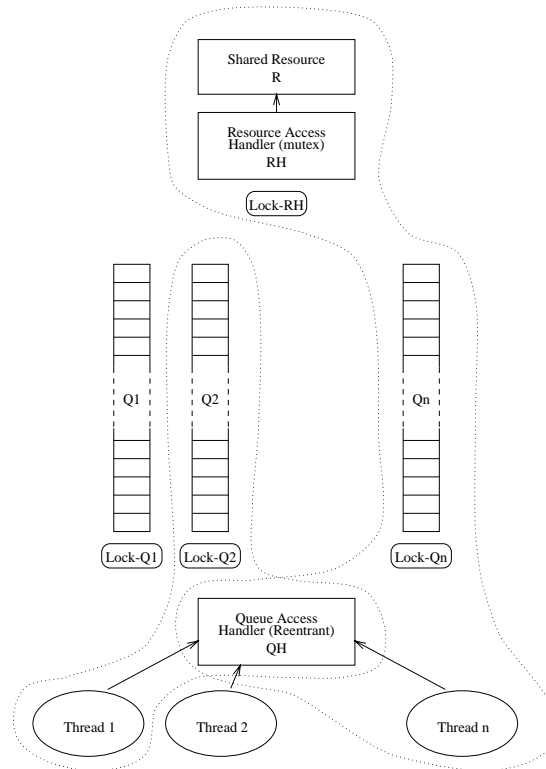 Shared Resource
R
Resource Access
Handler (mutex)
RH
Lock-RH
Q1
Q2
Qn
Lock-Q1
Lock-Q2
Lock-Qn
Queue Access
Handler (Reentrant)
QH
Thread 1
Thread 2
Thread n